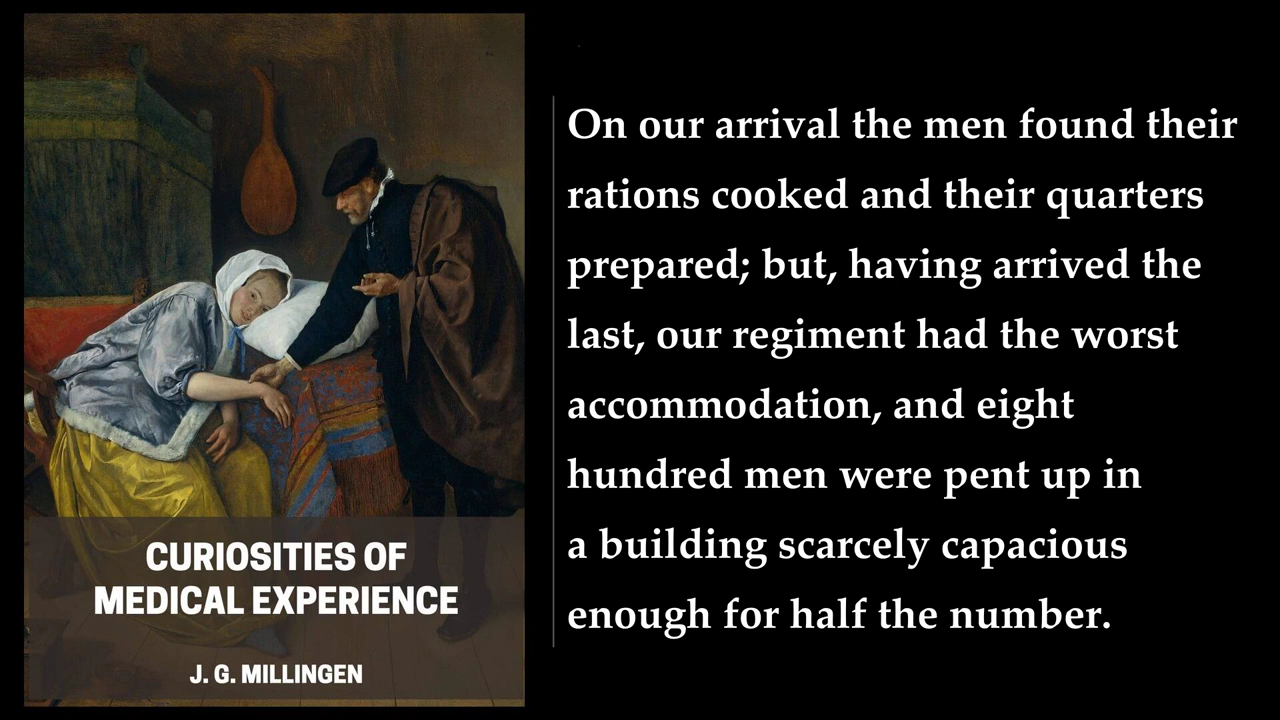 CURIOSITIES OF
MEDICAL EXPERIENCE
J. G. MILLINGEN
On our arrival the men found their
rations cooked and their quarters
prepared; but, having arrived the
last, our regiment had the worst
accommodation, and eight
hundred men were pent up in
a building scarcely capacious
enough for half the number.